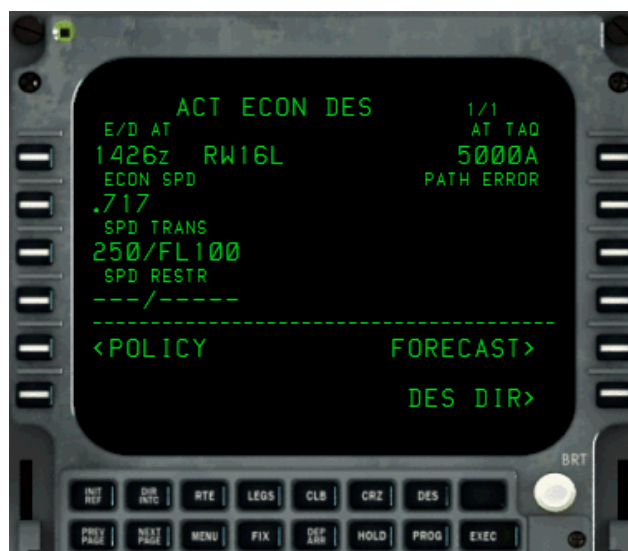 ACT ECON DES 1/1
E/D AT AT TAQ
1426z RW16L 5000A
ECON SPD PATH ERROR
.717
SPD TRANS
250/FL100
SPD RESTR
---/-----
--------------------------------------
<POLICY FORECAST>
DES DIR>
BRT
INIT REF DIR INTC RTE LEGS CLB CRZ DES
PREV PAGE NEXT PAGE MENU FIX DEP ARR HOLD PROG EXEC